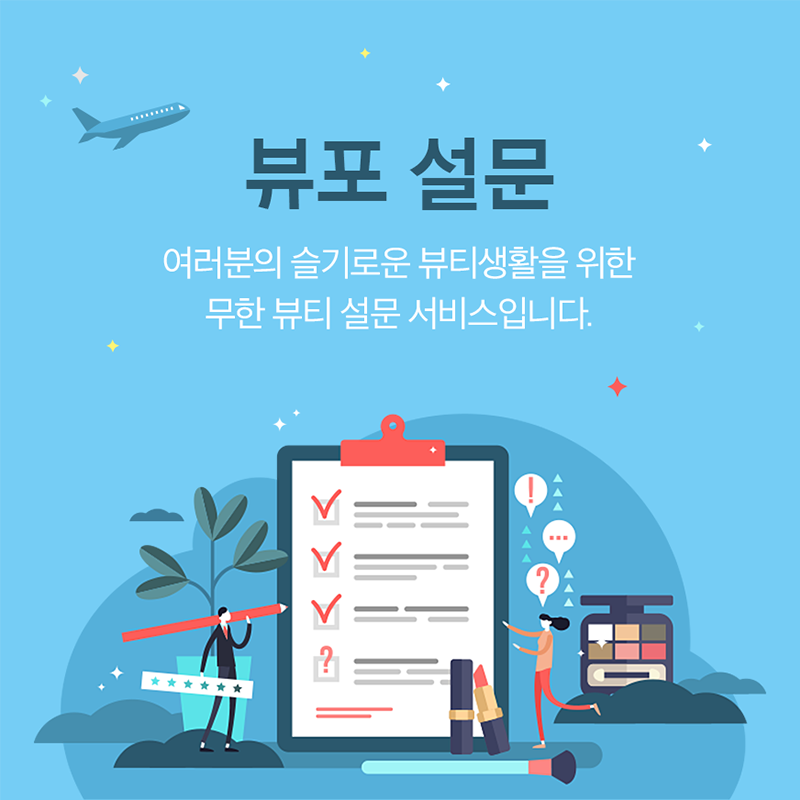 뷰포 설문
여러분의 슬기로운 뷰티생활을 위한
무한 뷰티 설문 서비스입니다.
!
...
?
?